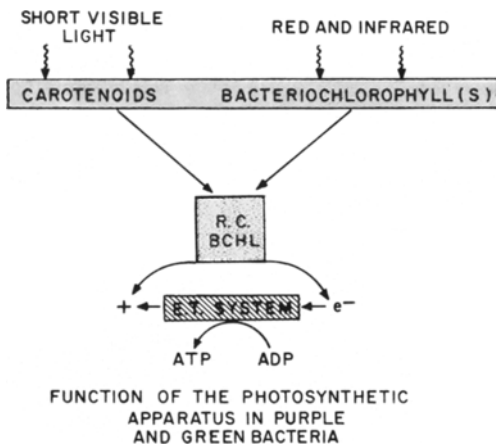 SHORT VISIBLE
LIGHT
RED AND INFRARED
CAROTENOIDS
BACTERIOCHLOROPHYLL (S)
R. C.
BCHL
+
E.T. SYSTEM
e⁻
ATP
ADP
FUNCTION OF THE PHOTOSYNTHETIC
APPARATUS IN PURPLE
AND GREEN BACTERIA